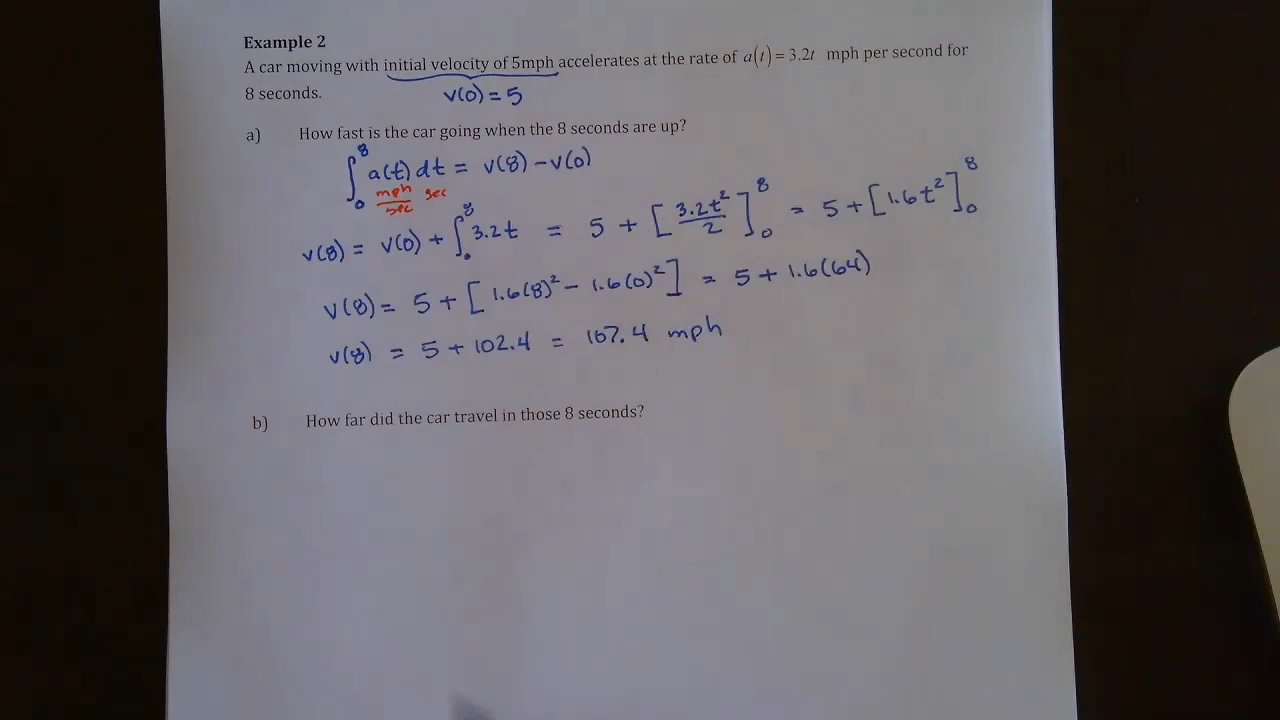 Example 2
A car moving with initial velocity of 5mph accelerates at the rate of a(t) = 3.2t mph per second for
8 seconds.
v(0) = 5
a) How fast is the car going when the 8 seconds are up?
∫₀⁸ a(t) dt = v(8) - v(0)
mph/sec sec
v(8) = v(0) + ∫₀⁸ 3.2t = 5 + [3.2t²/2]₀⁸ = 5 + [1.6t²]₀⁸
v(8) = 5 + [1.6(8)² - 1.6(0)²] = 5 + 1.6(64)
v(8) = 5 + 102.4 = 107.4 mph
b) How far did the car travel in those 8 seconds?